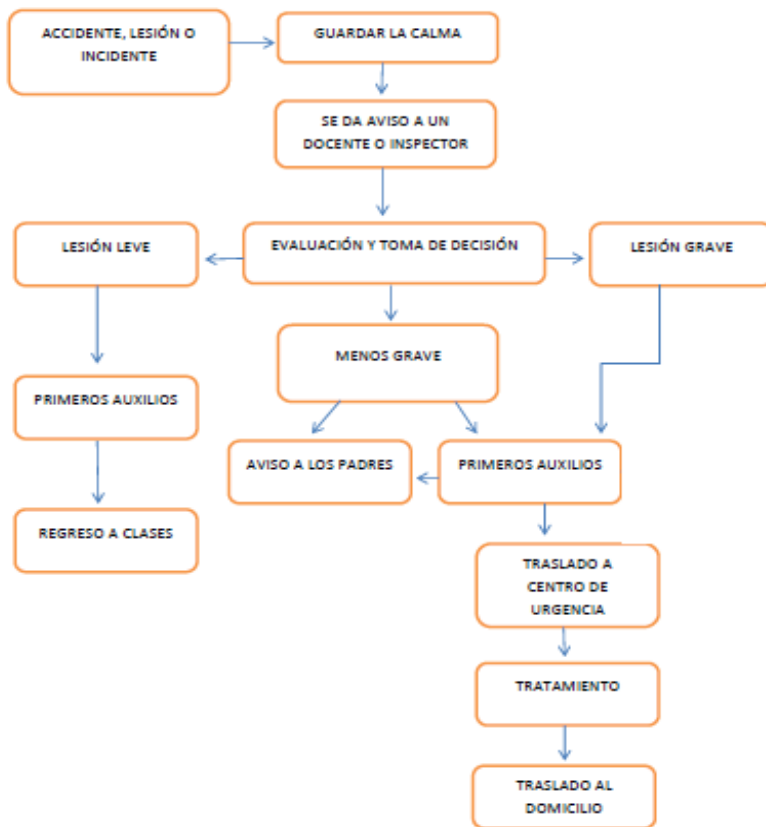 ACCIDENTE, LESIÓN O
INCIDENTE
GUARDAR LA CALMA
SE DA AVISO A UN
DOCENTE O INSPECTOR
LESIÓN LEVE
EVALUACIÓN Y TOMA DE DECISIÓN
LESIÓN GRAVE
MENOS GRAVE
PRIMEROS AUXILIOS
AVISO A LOS PADRES
PRIMEROS AUXILIOS
REGRESO A CLASES
TRASLADO A
CENTRO DE
URGENCIA
TRATAMIENTO
TRASLADO AL
DOMICILIO